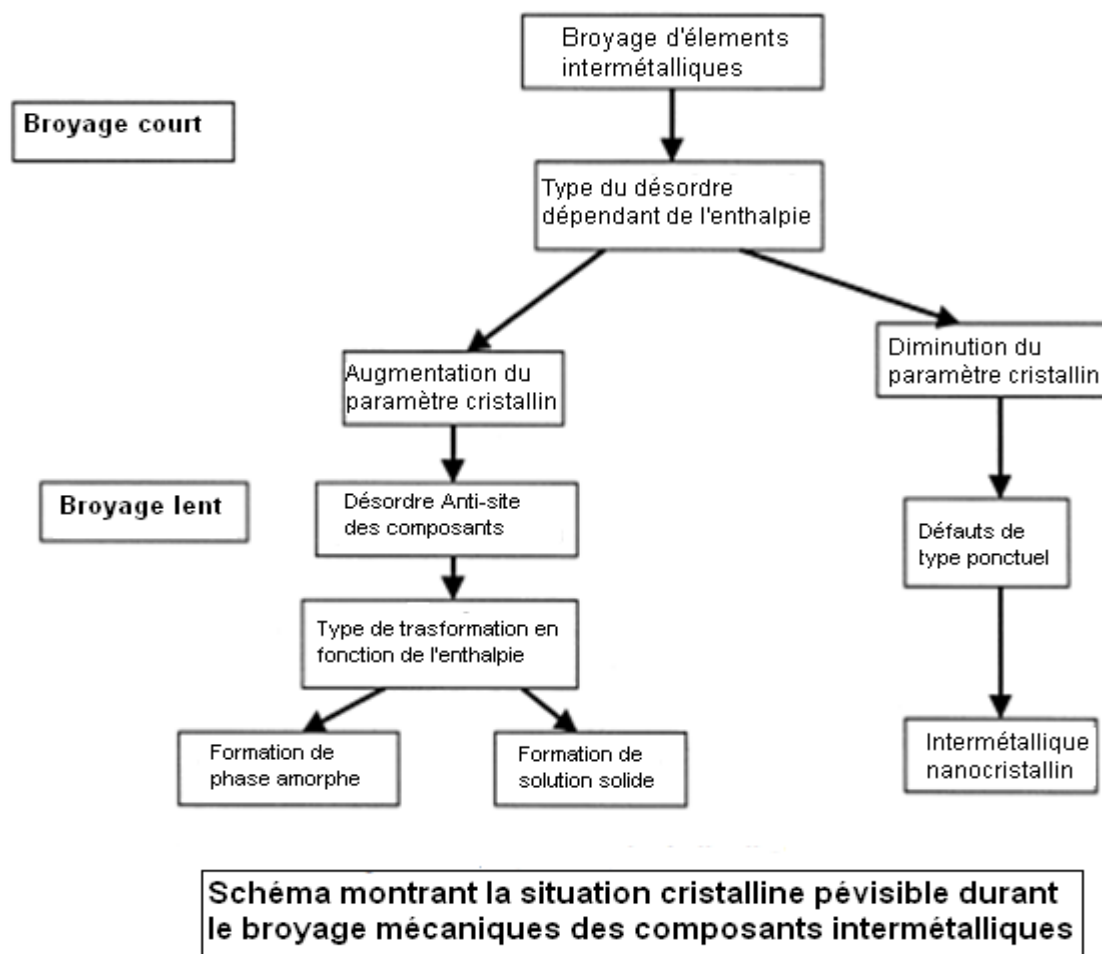 Broyage d'élements
intermétalliques
Broyage court
Type du désordre
dépendant de l'enthalpie
Augmentation du
paramètre cristallin
Diminution du
paramètre cristallin
Broyage lent
Désordre Anti-site
des composants
Défauts de
type ponctuel
Type de trasformation en
fonction de l'enthalpie
Formation de
phase amorphe
Formation de
solution solide
Intermétallique
nanocristallin
Schéma montrant la situation cristalline pévisible durant
le broyage mécaniques des composants intermétalliques